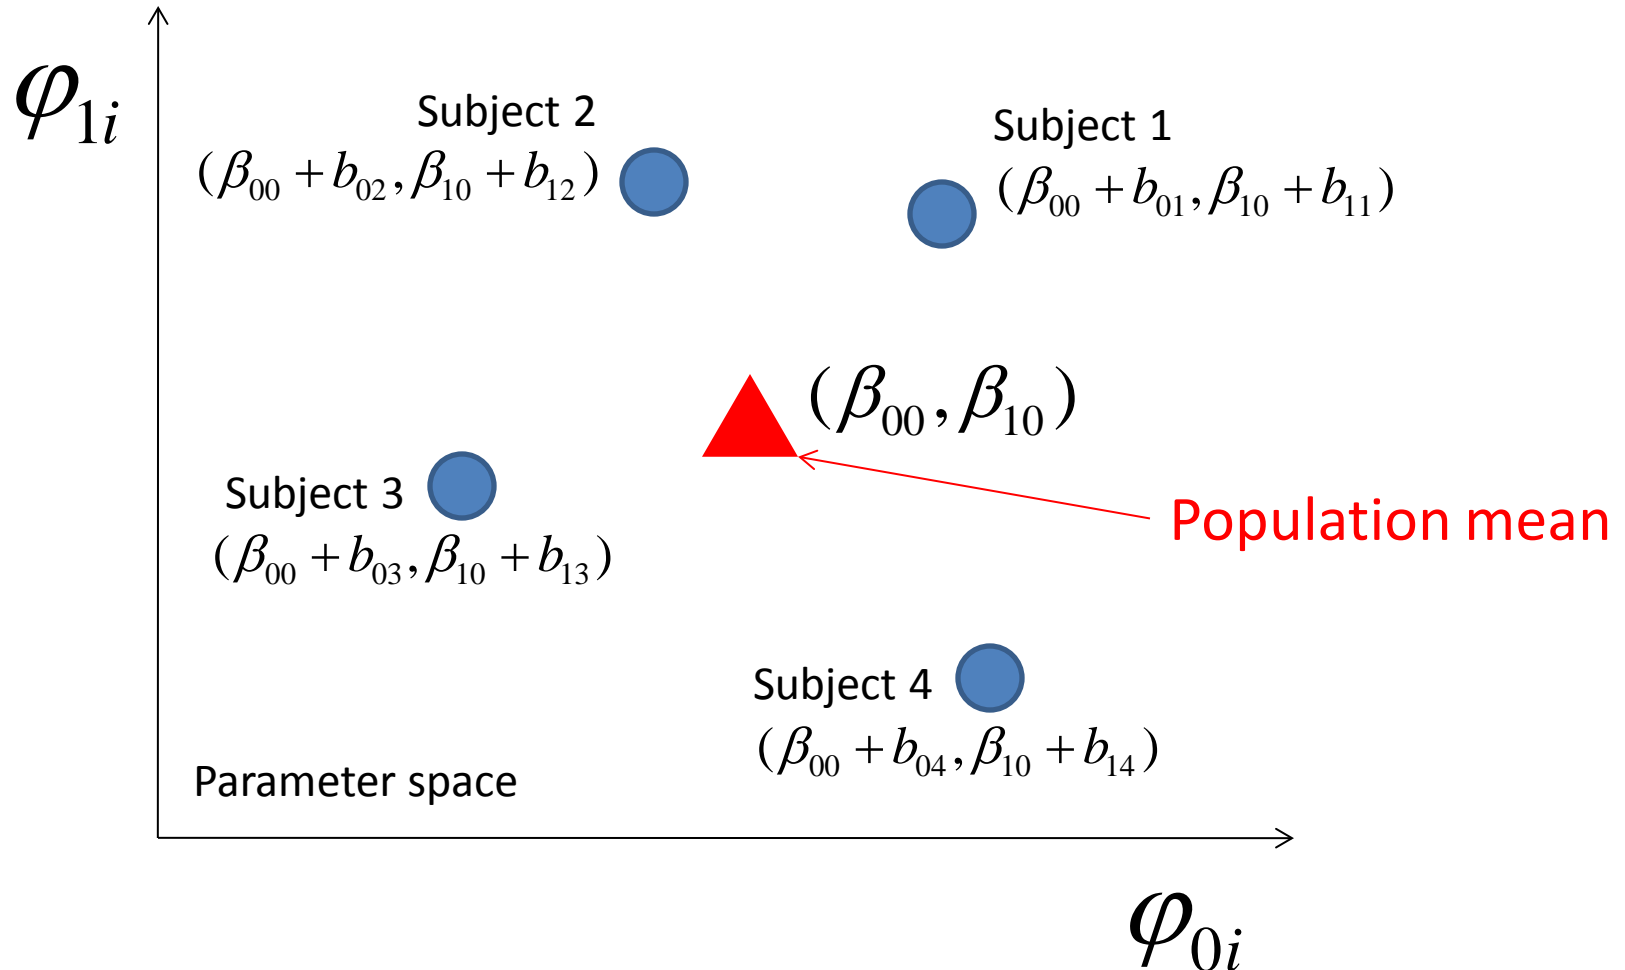 φ₁ᵢ
Subject 2
(β₀₀ + b₀₂, β₁₀ + b₁₂)
Subject 1
(β₀₀ + b₀₁, β₁₀ + b₁₁)
(β₀₀, β₁₀)
Population mean
Subject 3
(β₀₀ + b₀₃, β₁₀ + b₁₃)
Subject 4
(β₀₀ + b₀₄, β₁₀ + b₁₄)
Parameter space
φ₀ᵢ